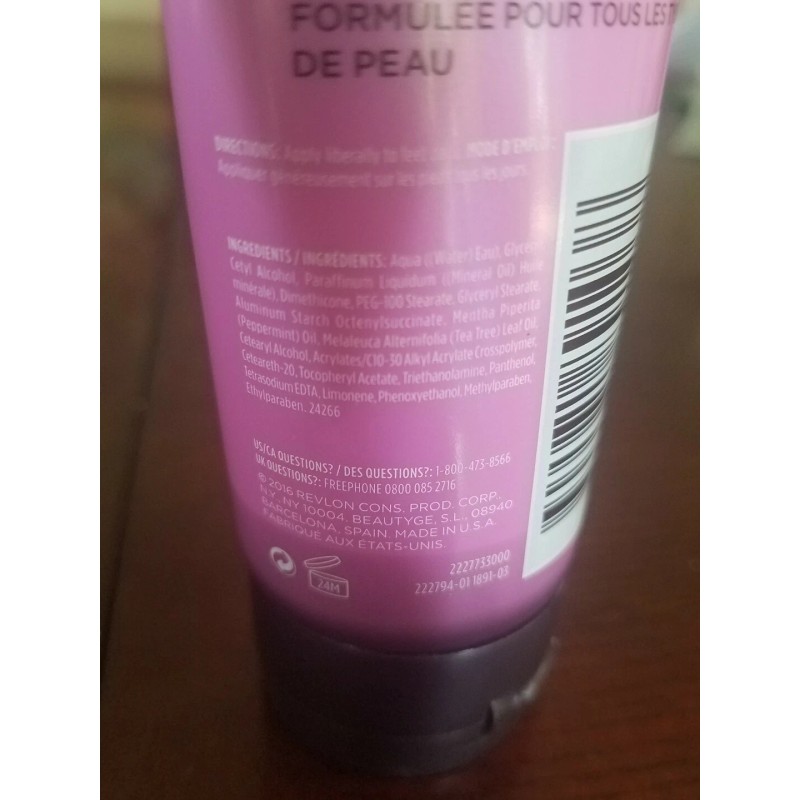 FORMULÉE POUR TOUS LES
DE PEAU
DIRECTIONS: Apply liberally to feet MODE D'EMPLOI:
Appliquer généreusement sur les pieds tous les jours.
INGREDIENTS / INGRÉDIENTS: Aqua ((Water) Eau),
Cetyl Alcohol, Paraffinum Liquidum ((Mineral Oil) Huile
minérale), Dimethicone, PEG-100 Stearate, Glyceryl Stearate,
Aluminum Starch Octenylsuccinate, Mentha Piperita
(Peppermint) Oil, Melaleuca Alternifolia (Tea Tree) Leaf Oil,
Cetearyl Alcohol, Acrylates/C10-30 Alkyl Acrylate Crosspolymer,
Ceteareth-20, Tocopheryl Acetate, Triethanolamine, Panthenol,
Tetrasodium EDTA, Limonene, Phenoxyethanol, Methylparaben,
Ethylparaben. 24266
US/CA QUESTIONS? / DES QUESTIONS?: 1-800-473-8566
UK QUESTIONS?: FREEPHONE 0800 085 2716
© 2016 REVLON CONS. PROD. CORP.,
N.Y., NY 10004. BEAUTYGE, S.L., 08940
BARCELONA, SPAIN. MADE IN U.S.A.
FABRIQUÉ AUX ÉTATS-UNIS.
24M
2227733000
222794-01 1891-03